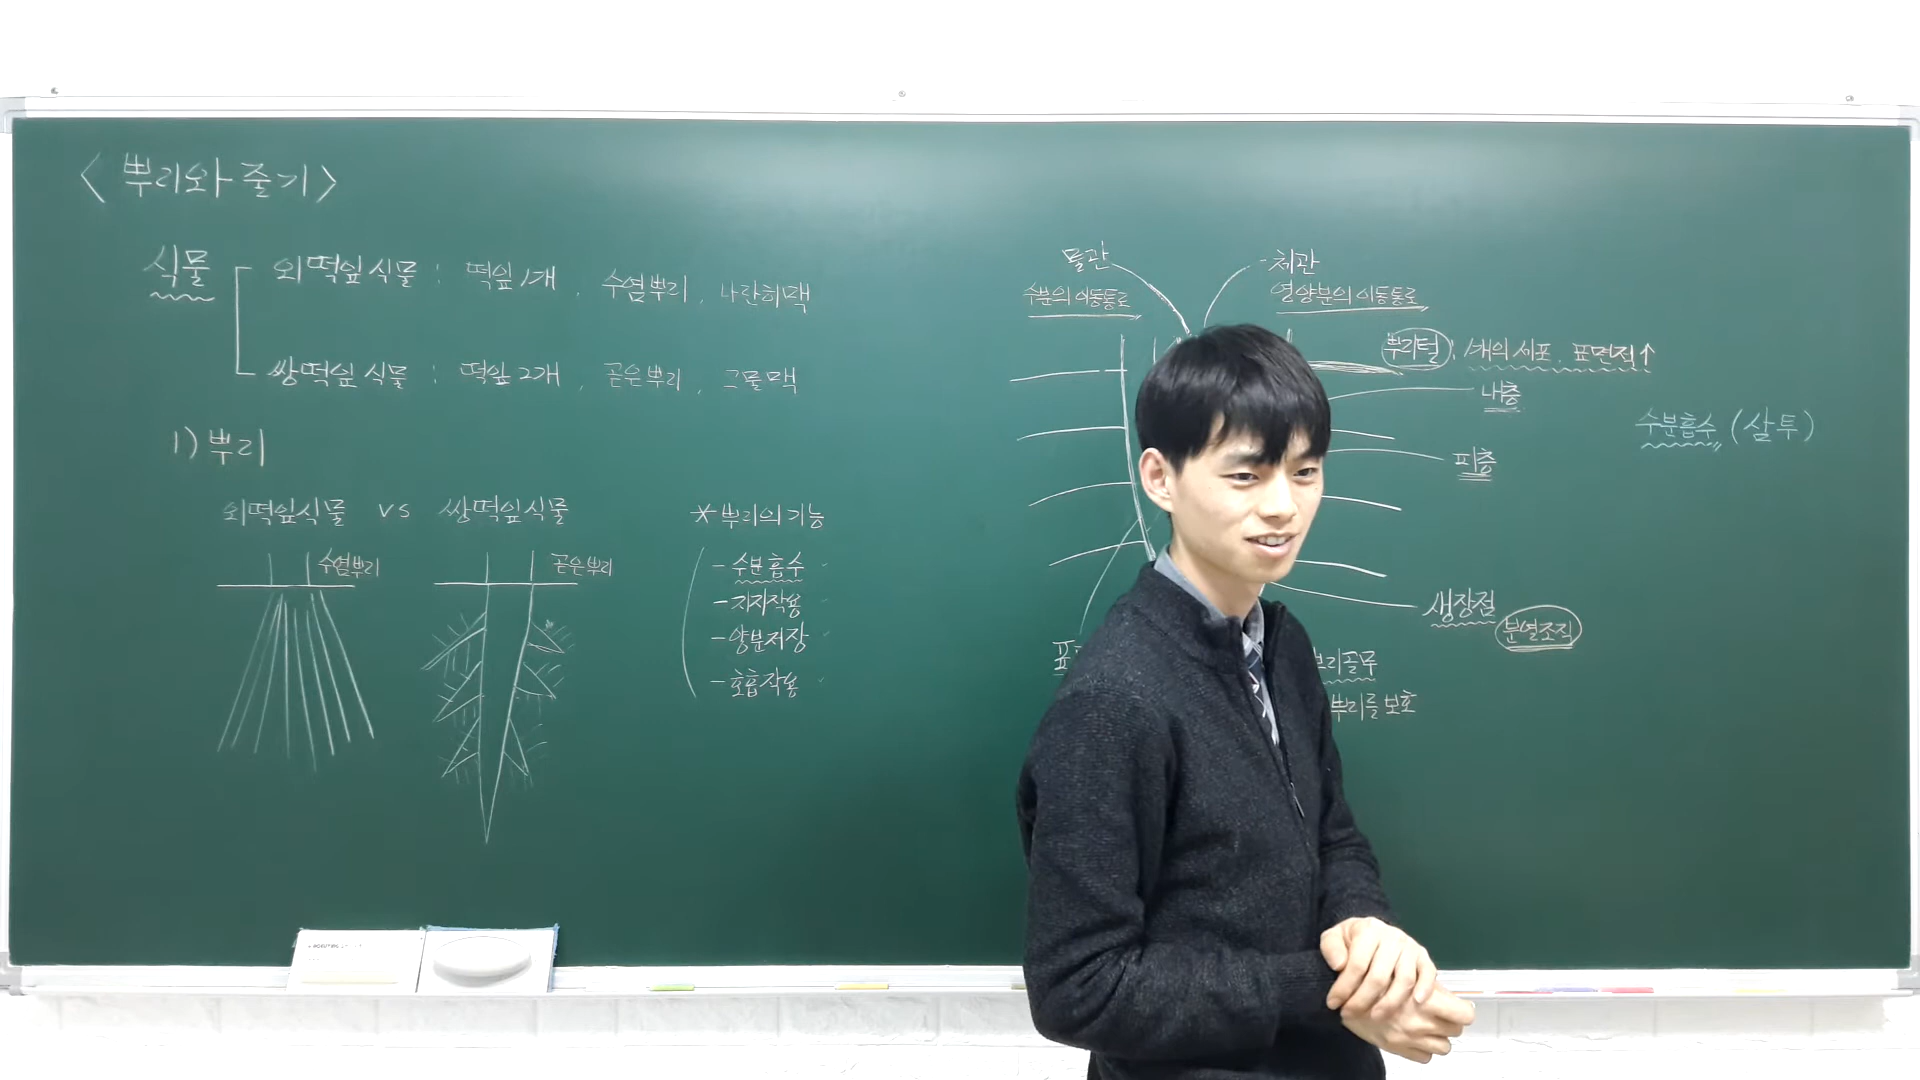 < 뿌리와 줄기 >
식물
외떡잎식물 : 떡잎 1개, 수염뿌리, 나란히맥
쌍떡잎식물 : 떡잎 2개, 곧은뿌리, 그물맥
1) 뿌리
외떡잎식물 vs 쌍떡잎식물
수염뿌리
곧은뿌리
* 뿌리의 기능
- 수분흡수
- 지지작용
- 양분저장
- 호흡작용
물관
수분의 이동통로
체관
영양분의 이동통로
뿌리털 : 1개의 세포, 표면적↑
내층
피층
수분흡수 (삼투)
생장점
분열조직
표
뿌리골무
뿌리를 보호